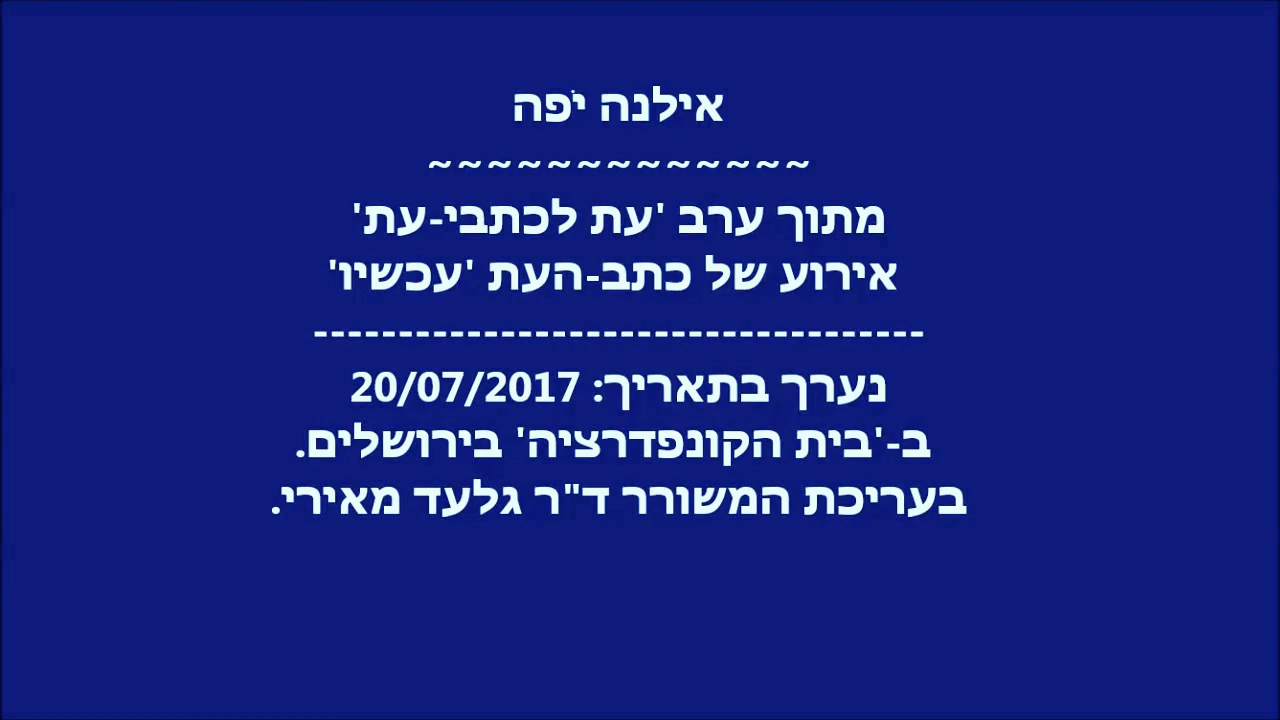 אילנה יֹפה
~~~~~~~~~~~~~
מתוך ערב 'עת לכתבי-עת'
אירוע של כתב-העת 'עכשיו'
------------------------------------
נערך בתאריך: 20/07/2017
ב-'בית הקונפדרציה' בירושלים.
בעריכת המשורר ד"ר גלעד מאירי.